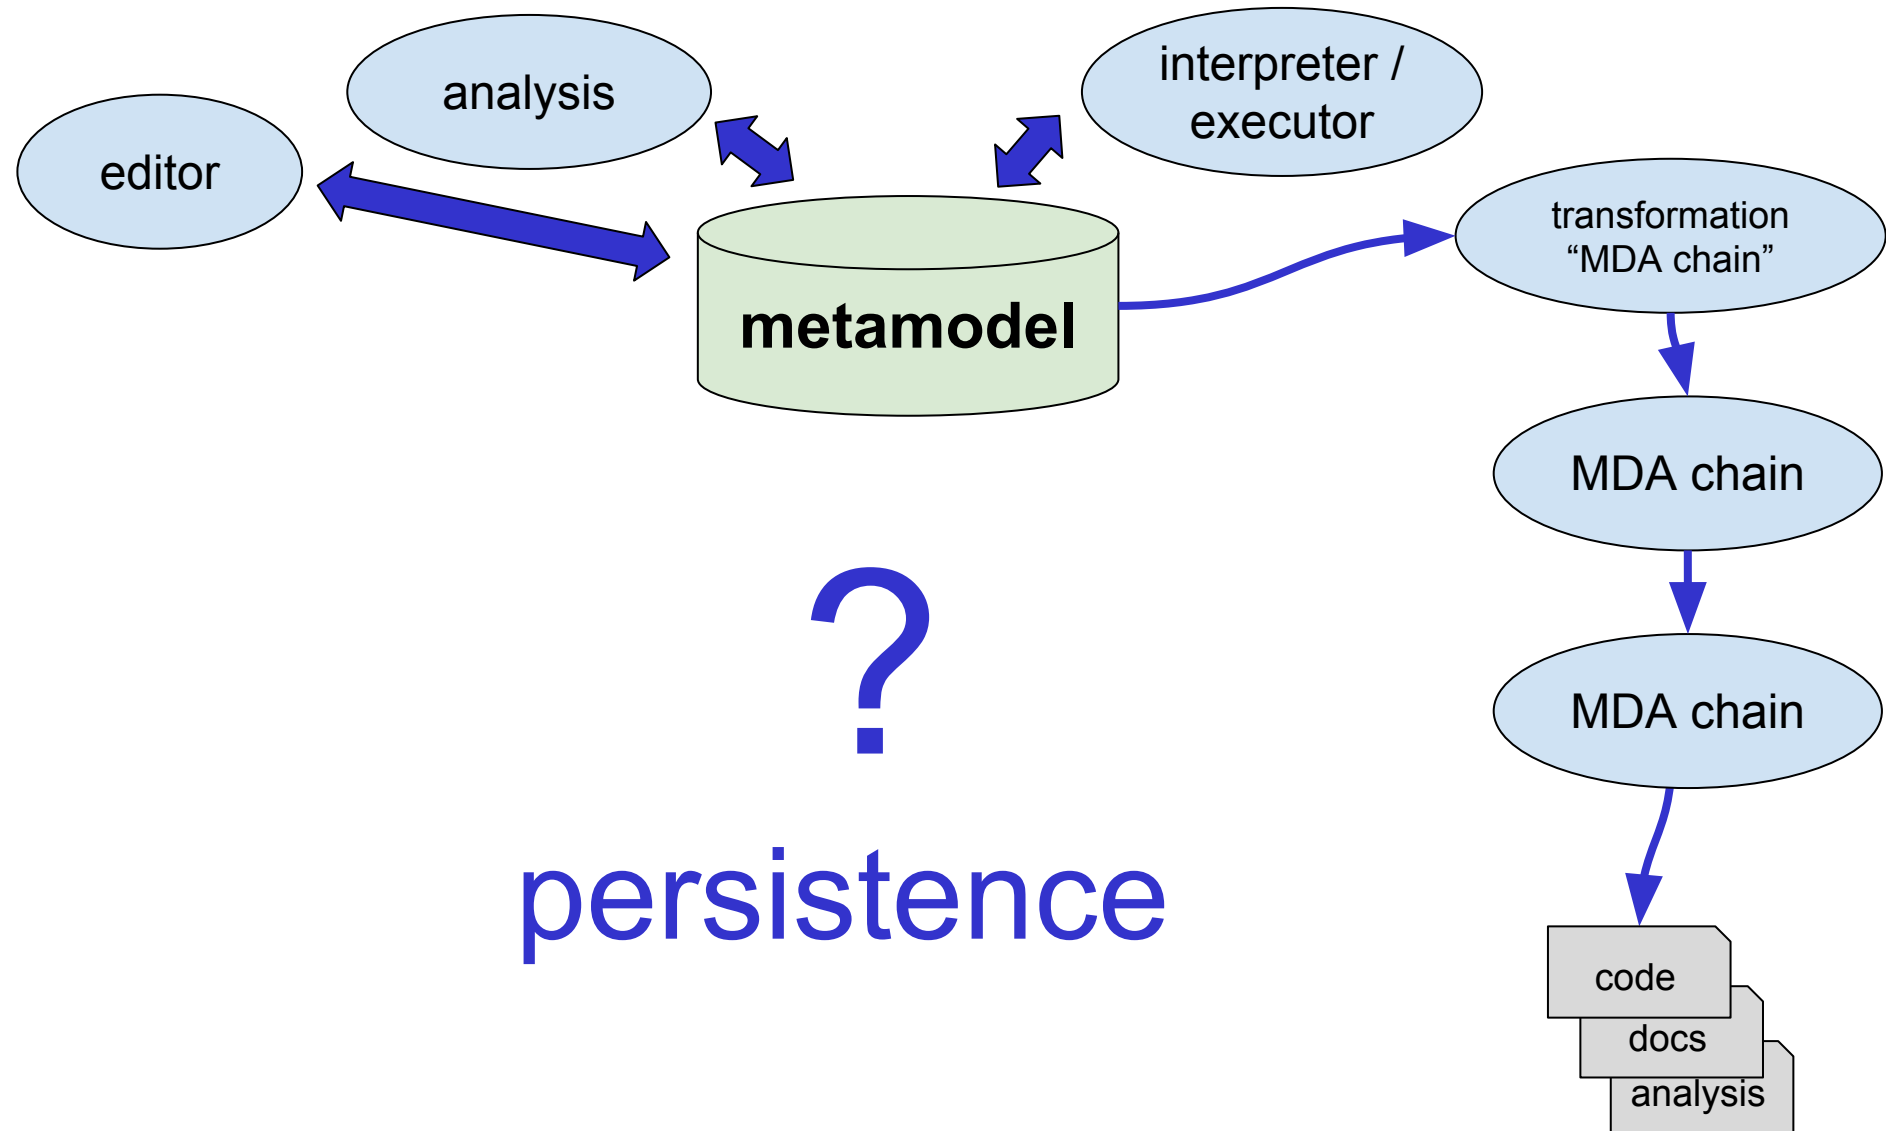 editor
analysis
interpreter /
executor
metamodel
transformation
“MDA chain”
MDA chain
MDA chain
?
persistence
code
docs
analysis